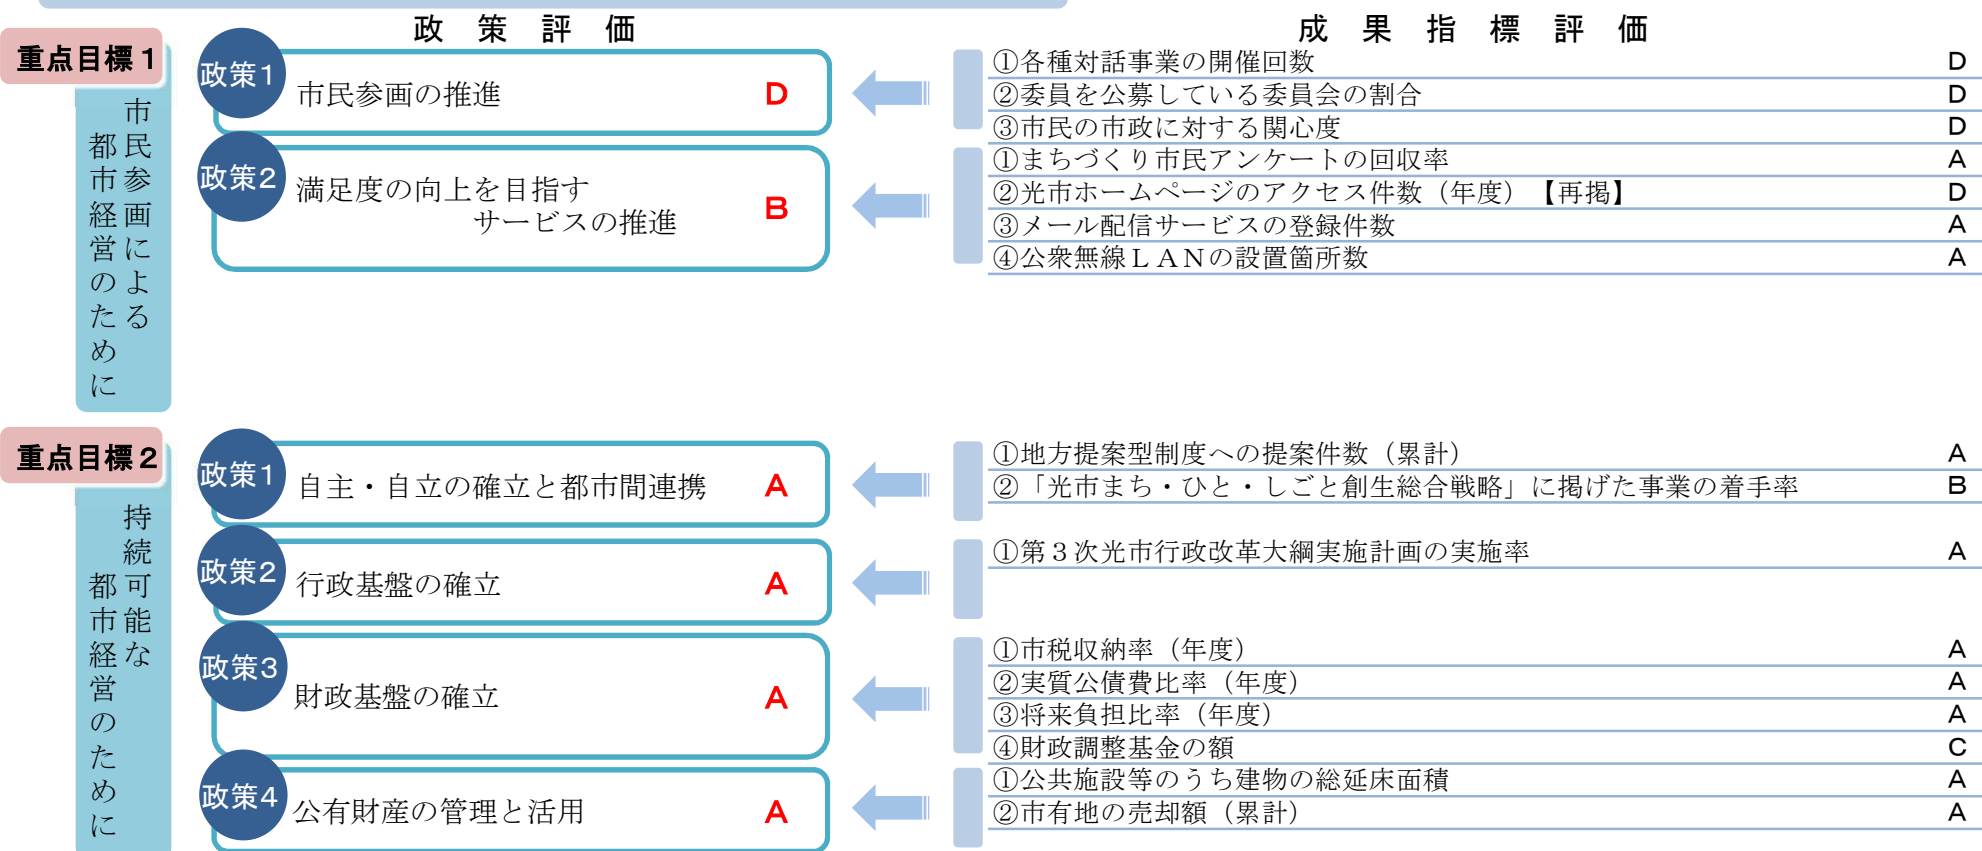 政策評価
成果指標評価
重点目標1
市民参画による
都市経営のために
政策1
市民参画の推進 D
①各種対話事業の開催回数 D
②委員を公募している委員会の割合 D
③市民の市政に対する関心度 D
政策2
満足度の向上を目指す
サービスの推進 B
①まちづくり市民アンケートの回収率 A
②光市ホームページのアクセス件数（年度）【再掲】 D
③メール配信サービスの登録件数 A
④公衆無線ＬＡＮの設置箇所数 A
重点目標2
持続可能な
都市経営のために
政策1
自主・自立の確立と都市間連携 A
①地方提案型制度への提案件数（累計） A
②「光市まち・ひと・しごと創生総合戦略」に掲げた事業の着手率 B
政策2
行政基盤の確立 A
①第３次光市行政改革大綱実施計画の実施率 A
政策3
財政基盤の確立 A
①市税収納率（年度） A
②実質公債費比率（年度） A
③将来負担比率（年度） A
④財政調整基金の額 C
政策4
公有財産の管理と活用 A
①公共施設等のうち建物の総延床面積 A
②市有地の売却額（累計） A